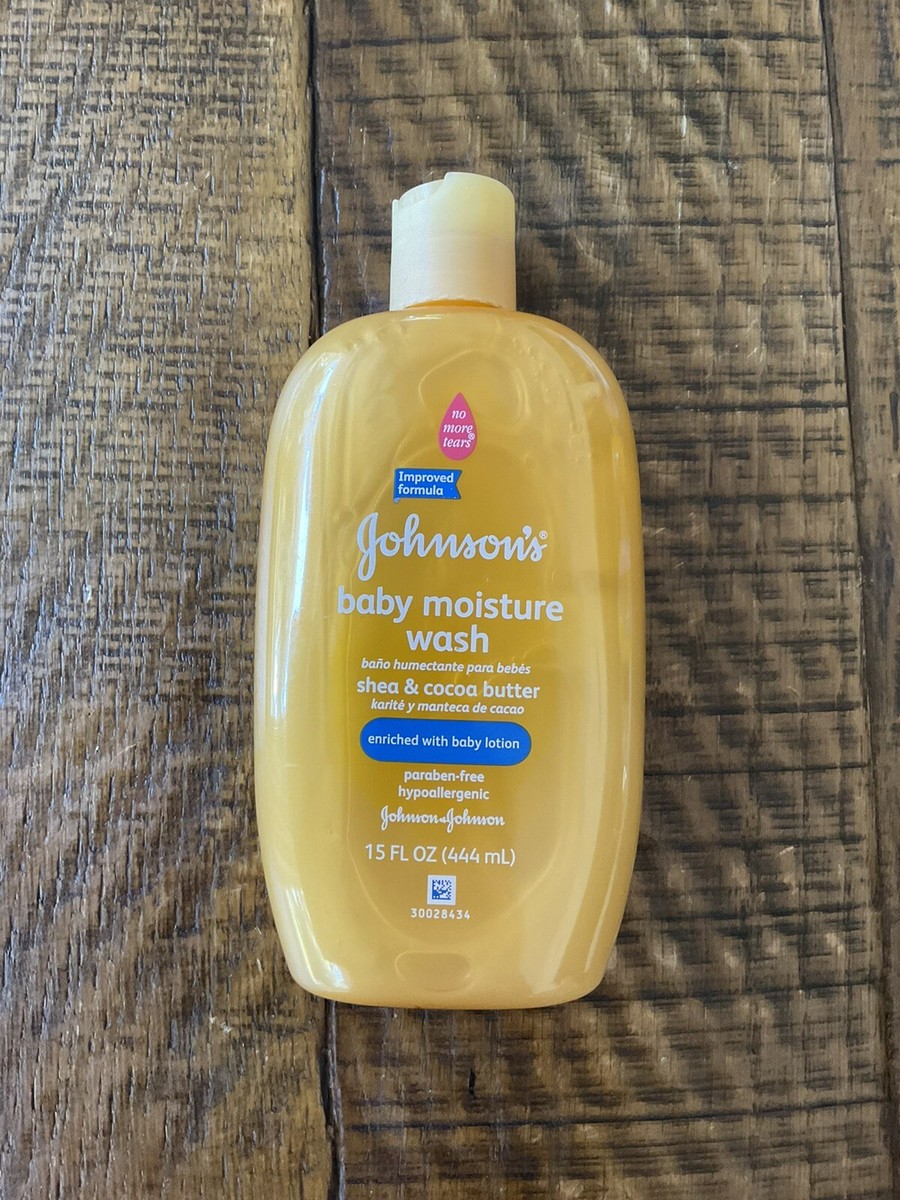 no
more
tears®
Improved
formula
Johnson's®
baby moisture
wash
baño humectante para bebés
shea & cocoa butter
karité y manteca de cacao
enriched with baby lotion
paraben-free
hypoallergenic
Johnson & Johnson
15 FL OZ (444 mL)
30028434